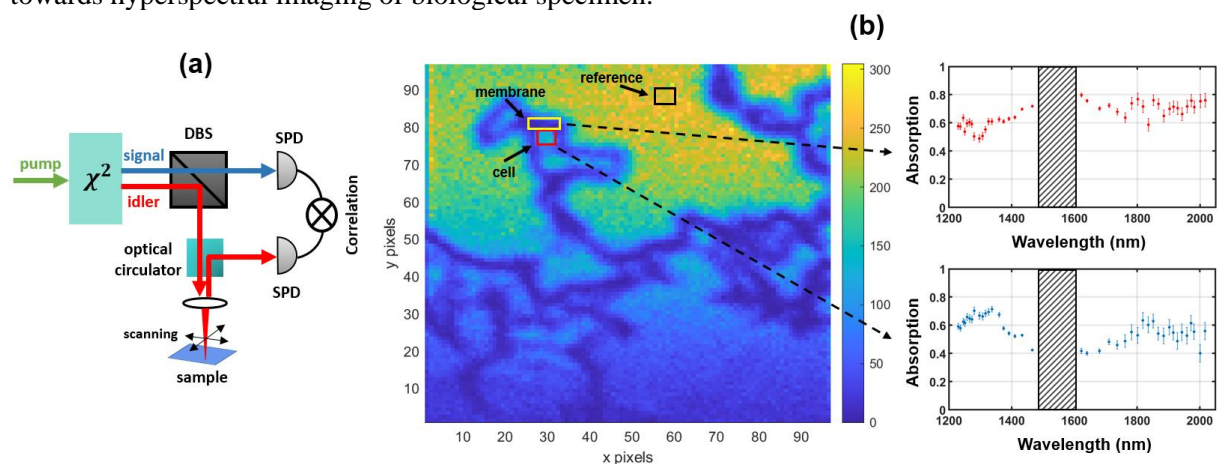 towards hyperspectral imaging of biological specimen.
(a)
pump
χ²
signal
idler
DBS
SPD
Correlation
optical
circulator
SPD
scanning
sample
(b)
reference
membrane
cell
y pixels
90
80
70
60
50
40
30
20
10
10 20 30 40 50 60 70 80 90
x pixels
300
250
200
150
100
50
0
Absorption
1
0.8
0.6
0.4
0.2
0
1200 1400 1600 1800 2000
Wavelength (nm)
Absorption
1
0.8
0.6
0.4
0.2
0
1200 1400 1600 1800 2000
Wavelength (nm)